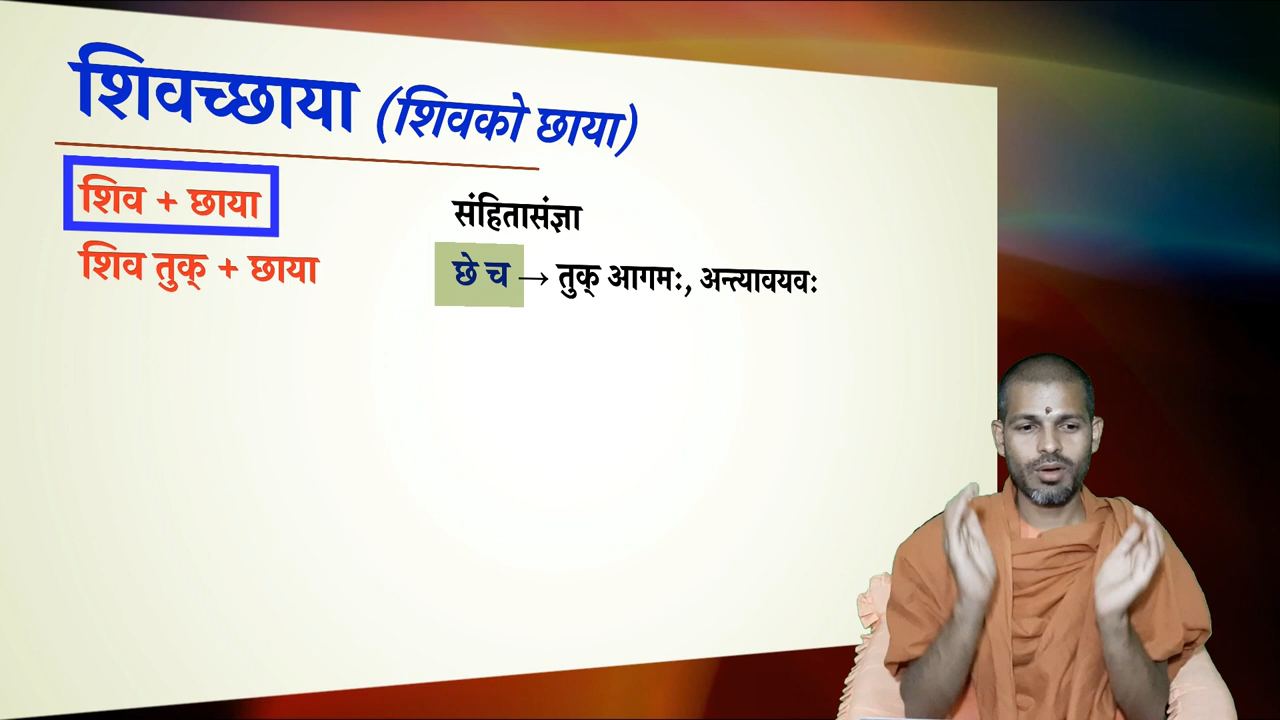 शिवच्छाया (शिवको छाया)
शिव + छाया
संहितासंज्ञा
शिव तुक् + छाया
छे च → तुक् आगमः, अन्त्यावयवः